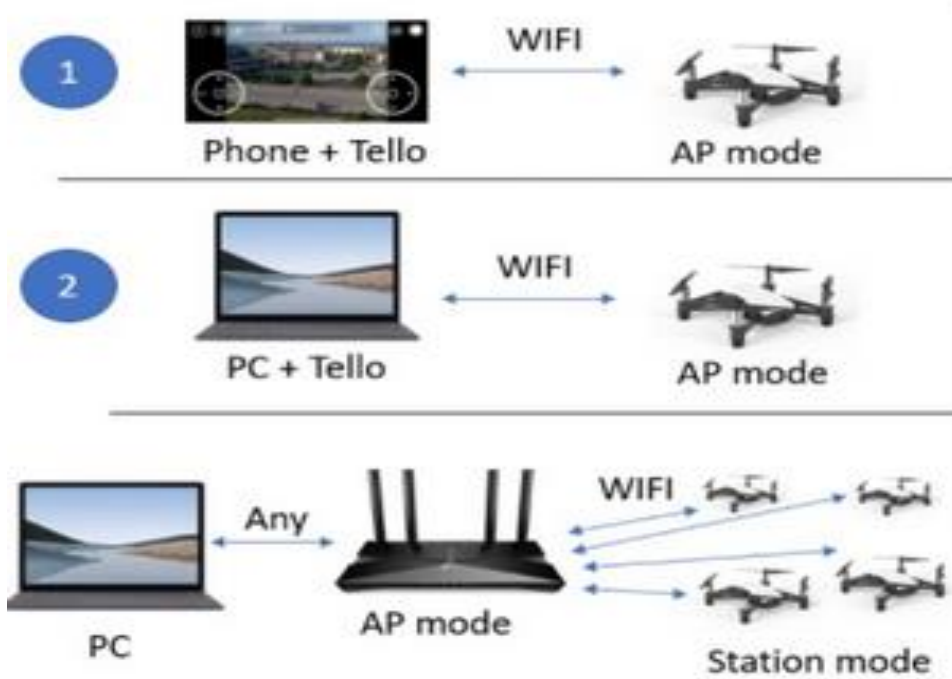 1
WIFI
Phone + Tello
AP mode
2
WIFI
PC + Tello
AP mode
Any
WIFI
AP mode
PC
Station mode